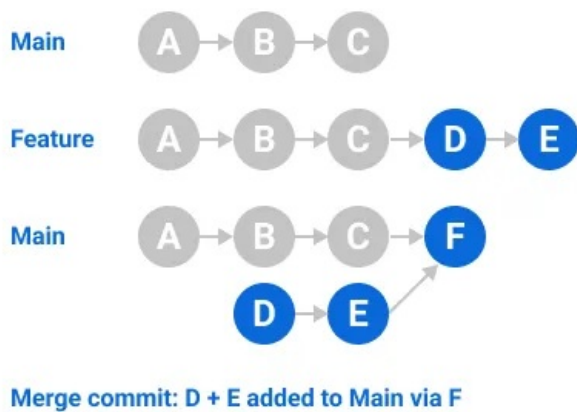 Main A B C
Feature A B C D E
Main A B C F
D E
Merge commit: D + E added to Main via F